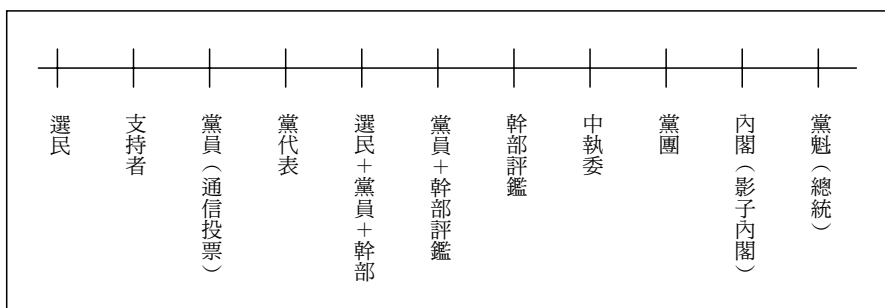 選民
支持者
黨員（通信投票）
黨代表
選民＋黨員＋幹部
黨員＋幹部評鑑
幹部評鑑
中執委
黨團
內閣（影子內閣）
黨魁（總統）